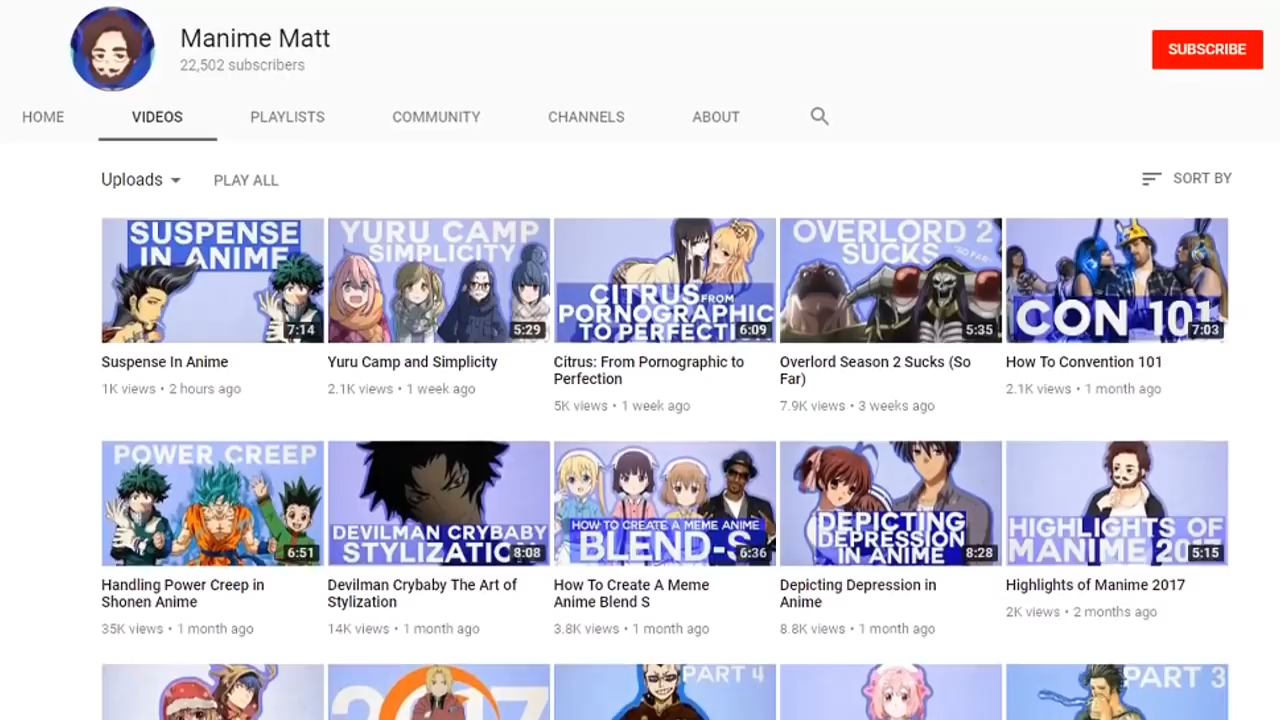 Manime Matt
22,502 subscribers
SUBSCRIBE
HOME
VIDEOS
PLAYLISTS
COMMUNITY
CHANNELS
ABOUT
Uploads
PLAY ALL
SORT BY
SUSPENSE
IN ANIME
7:14
YURU CAMP
SIMPLICITY
5:29
CITRUS FROM
PORNOGRAPHIC
TO PERFECTI
6:09
OVERLORD 2
SUCKS "SO FAR"
5:35
CON 101
7:03
Suspense In Anime
1K views • 2 hours ago
Yuru Camp and Simplicity
2.1K views • 1 week ago
Citrus: From Pornographic to
Perfection
5K views • 1 week ago
Overlord Season 2 Sucks (So
Far)
7.9K views • 3 weeks ago
How To Convention 101
2.1K views • 1 month ago
POWER CREEP
6:51
DEVILMAN CRYBABY
STYLIZATIO
8:08
HOW TO CREATE A MEME ANIME
BLEND-S
6:36
DEPICTING
DEPRESSION
IN ANIME
8:28
HIGHLIGHTS OF
MANIME 20
5:15
Handling Power Creep in
Shonen Anime
35K views • 1 month ago
Devilman Crybaby The Art of
Stylization
14K views • 1 month ago
How To Create A Meme
Anime Blend S
3.8K views • 1 month ago
Depicting Depression in
Anime
8.8K views • 1 month ago
Highlights of Manime 2017
2K views • 2 months ago
2017
PART 4
PART 3